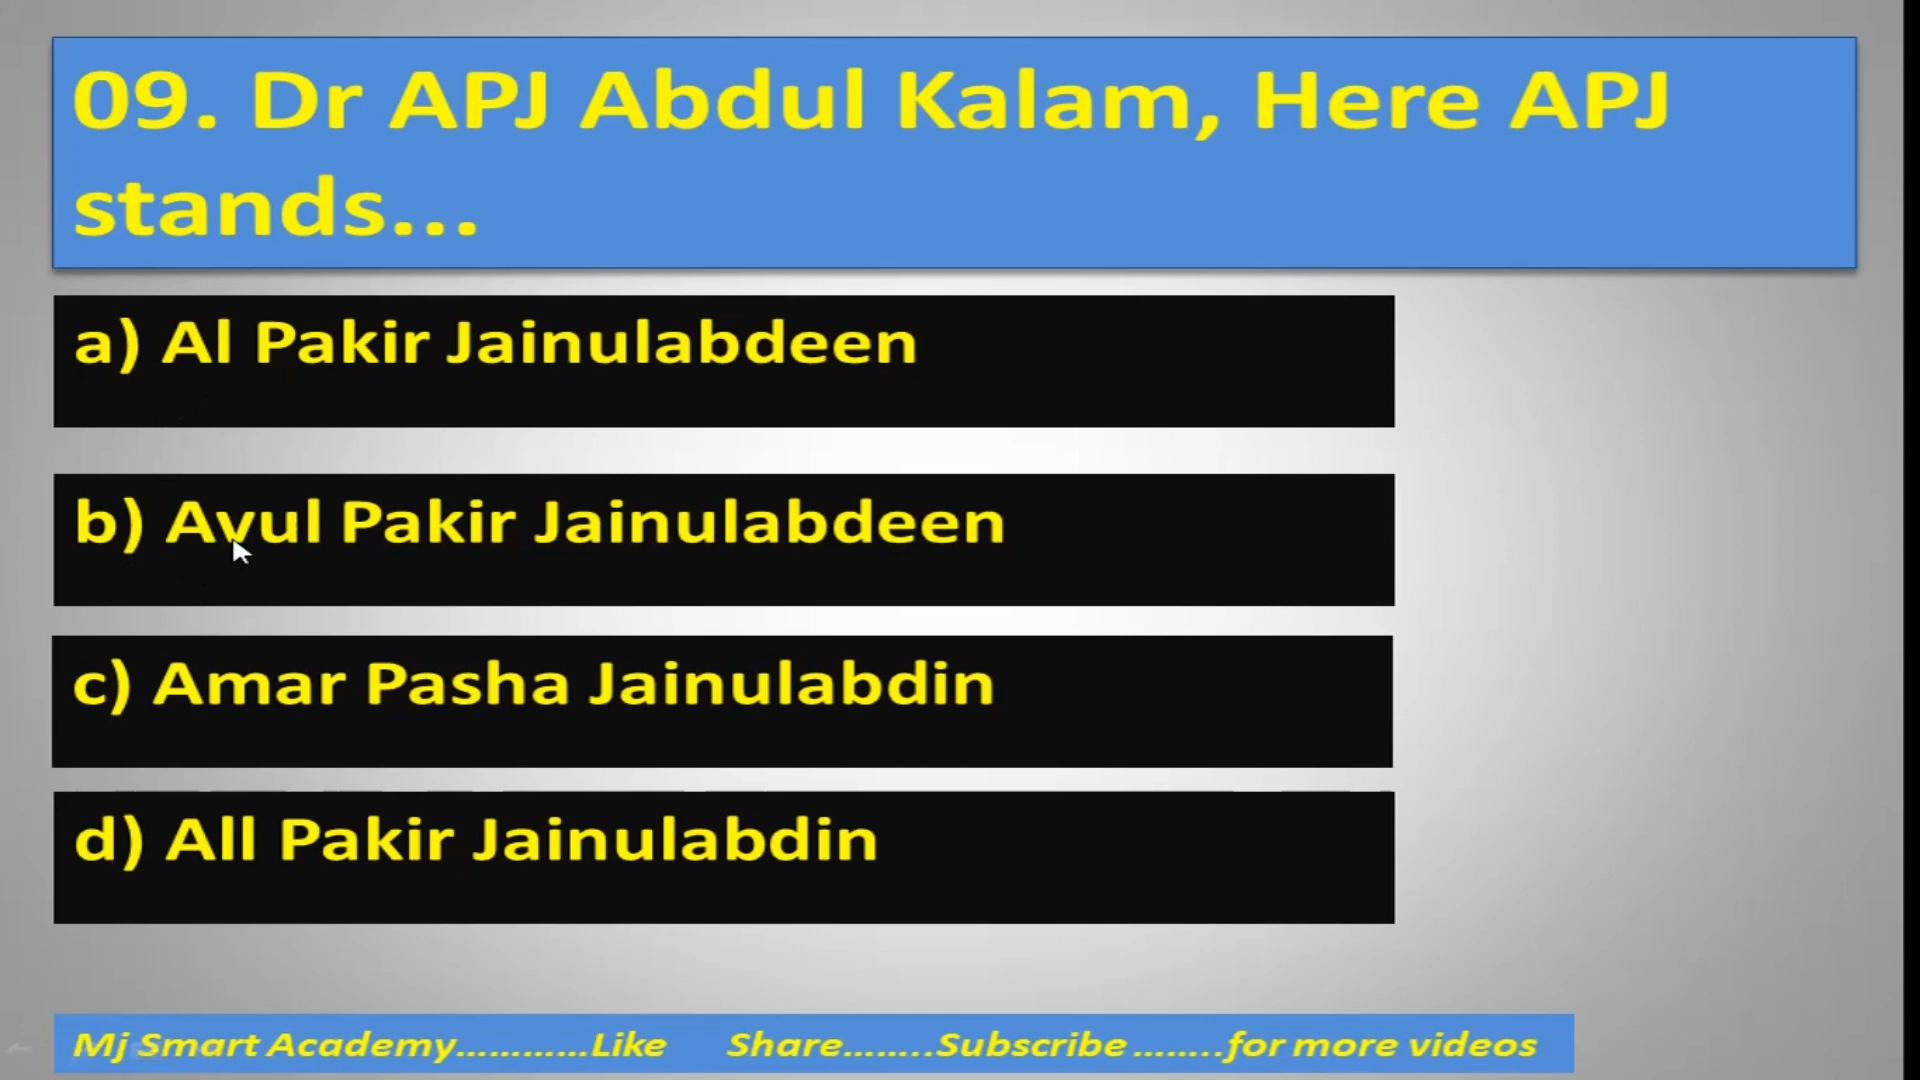 09. Dr APJ Abdul Kalam, Here APJ
stands...
a) Al Pakir Jainulabdeen
b) Avul Pakir Jainulabdeen
c) Amar Pasha Jainulabdin
d) All Pakir Jainulabdin
Mj Smart Academy............Like Share........Subscribe ........for more videos